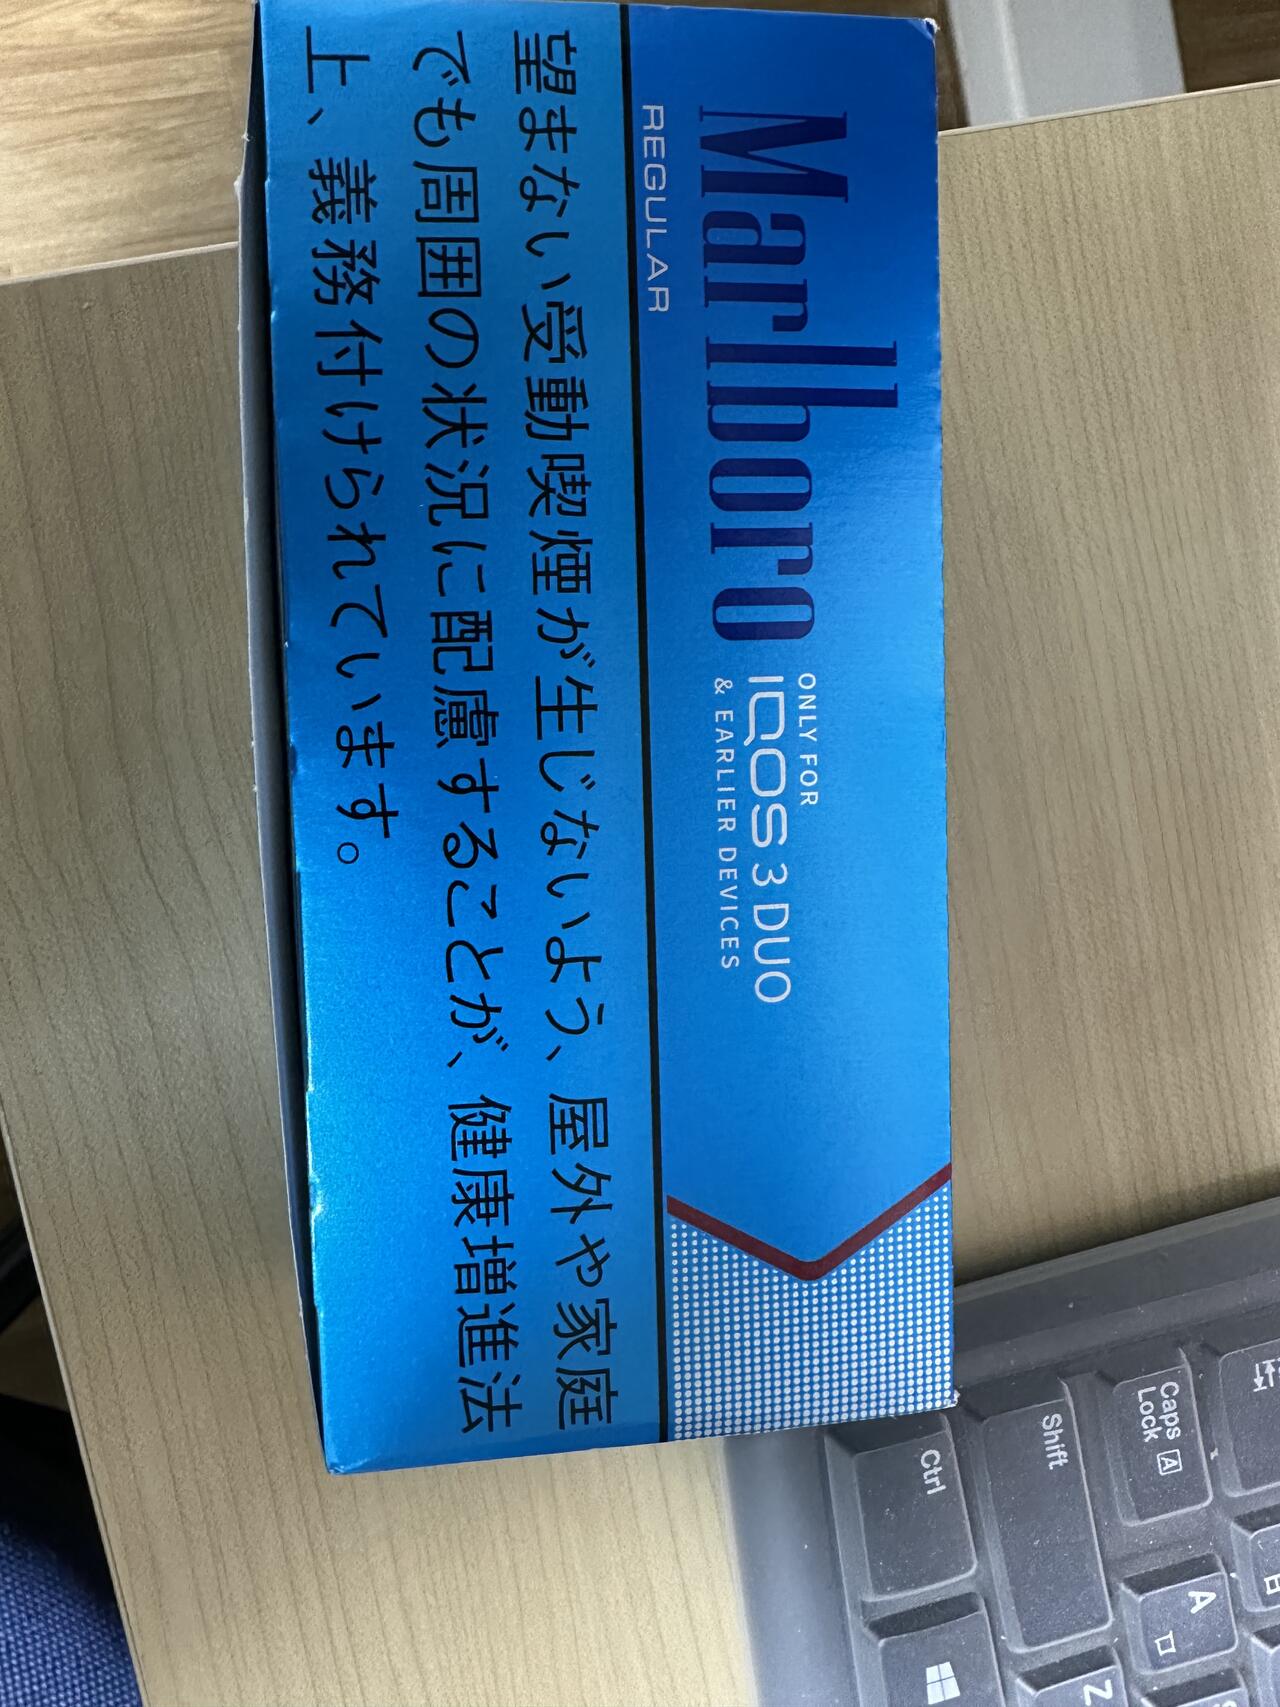 Marlboro
REGULAR
ONLY FOR
IQOS 3 DUO
& EARLIER DEVICES
望まない受動喫煙が生じないよう、屋外や家庭
でも周囲の状況に配慮することが、健康増進法
上、義務付けられています。
Caps
Lock A
Shift
Ctrl
A
ㅁ
Z